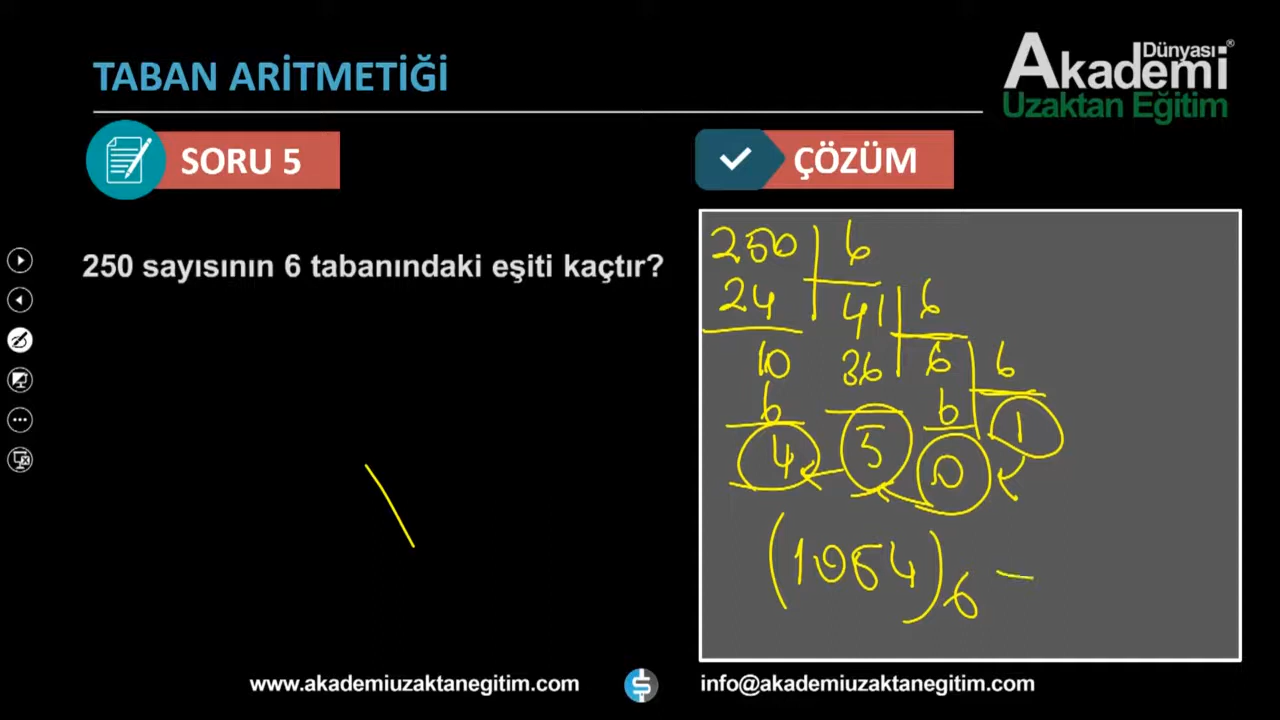 TABAN ARİTMETİĞİ
Akademi Dünyası®
Uzaktan Eğitim
SORU 5
ÇÖZÜM
250 sayısının 6 tabanındaki eşiti kaçtır?
250 6
24 41 6
10 36 6 6
6 6
4 5 0 1
(1054)6 =
www.akademiuzaktanegitim.com
info@akademiuzaktanegitim.com